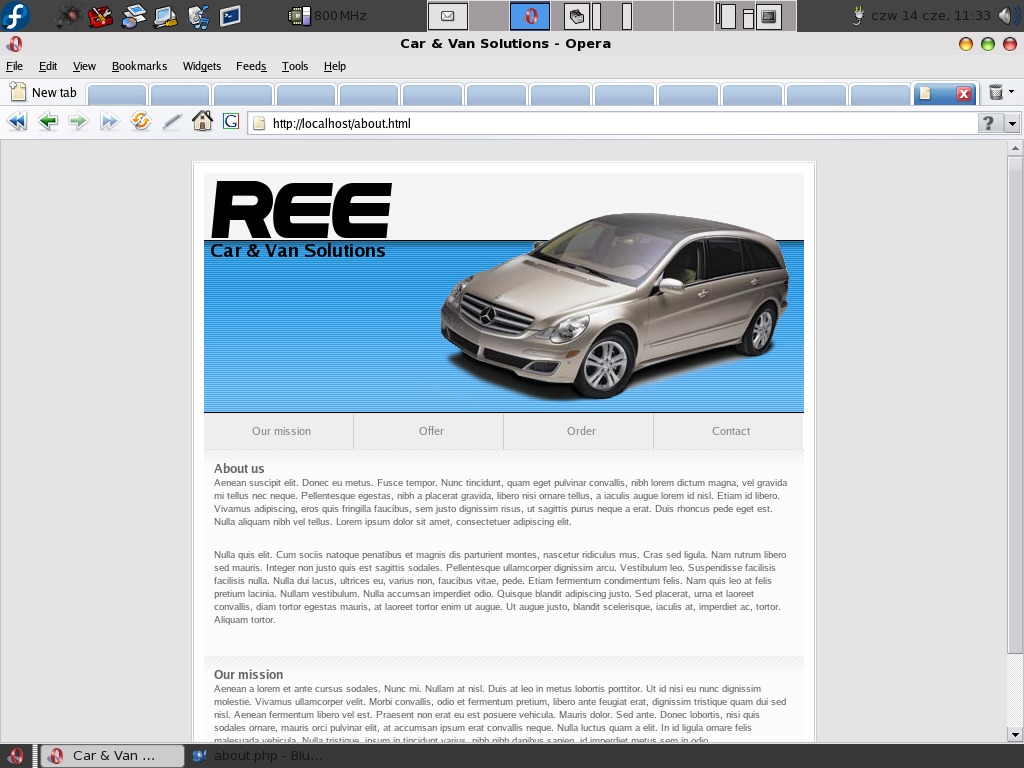 800 MHz
czw 14 cze, 11:33
Car & Van Solutions - Opera
File Edit View Bookmarks Widgets Feeds Tools Help
New tab
http://localhost/about.html
REE
Car & Van Solutions
Our mission Offer Order Contact
About us
Aenean suscipit elit. Donec eu metus. Fusce tempor. Nunc tincidunt, quam eget pulvinar convallis, nibh lorem dictum magna, vel gravida
mi tellus nec neque. Pellentesque egestas, nibh a placerat gravida, libero nisi ornare tellus, a iaculis augue lorem id nisl. Etiam id libero.
Vivamus adipiscing, eros quis fringilla faucibus, sem justo dignissim risus, ut sagittis purus neque a erat. Duis rhoncus pede eget est.
Nulla aliquam nibh vel tellus. Lorem ipsum dolor sit amet, consectetuer adipiscing elit.
Nulla quis elit. Cum sociis natoque penatibus et magnis dis parturient montes, nascetur ridiculus mus. Cras sed ligula. Nam rutrum libero
sed mauris. Integer non justo quis est sagittis sodales. Pellentesque ullamcorper dignissim arcu. Vestibulum leo. Suspendisse facilisis
facilisis nulla. Nulla dui lacus, ultrices eu, varius non, faucibus vitae, pede. Etiam fermentum condimentum felis. Nam quis leo at felis
pretium lacinia. Nullam vestibulum. Nulla accumsan imperdiet odio. Quisque blandit adipiscing justo. Sed placerat, urna et laoreet
convallis, diam tortor egestas mauris, at laoreet tortor enim ut augue. Ut augue justo, blandit scelerisque, iaculis at, imperdiet ac, tortor.
Aliquam tortor.
Our mission
Aenean a lorem et ante cursus sodales. Nunc mi. Nullam at nisl. Duis at leo in metus lobortis porttitor. Ut id nisi eu nunc dignissim
molestie. Vivamus ullamcorper velit. Morbi convallis, odio et fermentum pretium, libero ante feugiat erat, dignissim tristique quam dui sed
nisl. Aenean fermentum libero vel est. Praesent non erat eu est posuere vehicula. Mauris dolor. Sed ante. Donec lobortis, nisi quis
sodales ornare, mauris orci pulvinar elit, at accumsan ipsum erat convallis neque. Nulla luctus quam a elit. In id ligula ornare felis
malesuada vehicula. Nulla tristique, ipsum in tincidunt varius, nibh nibh dapibus sapien, id imperdiet metus sem in odio.
Car & Van ...
about.php - Blu...